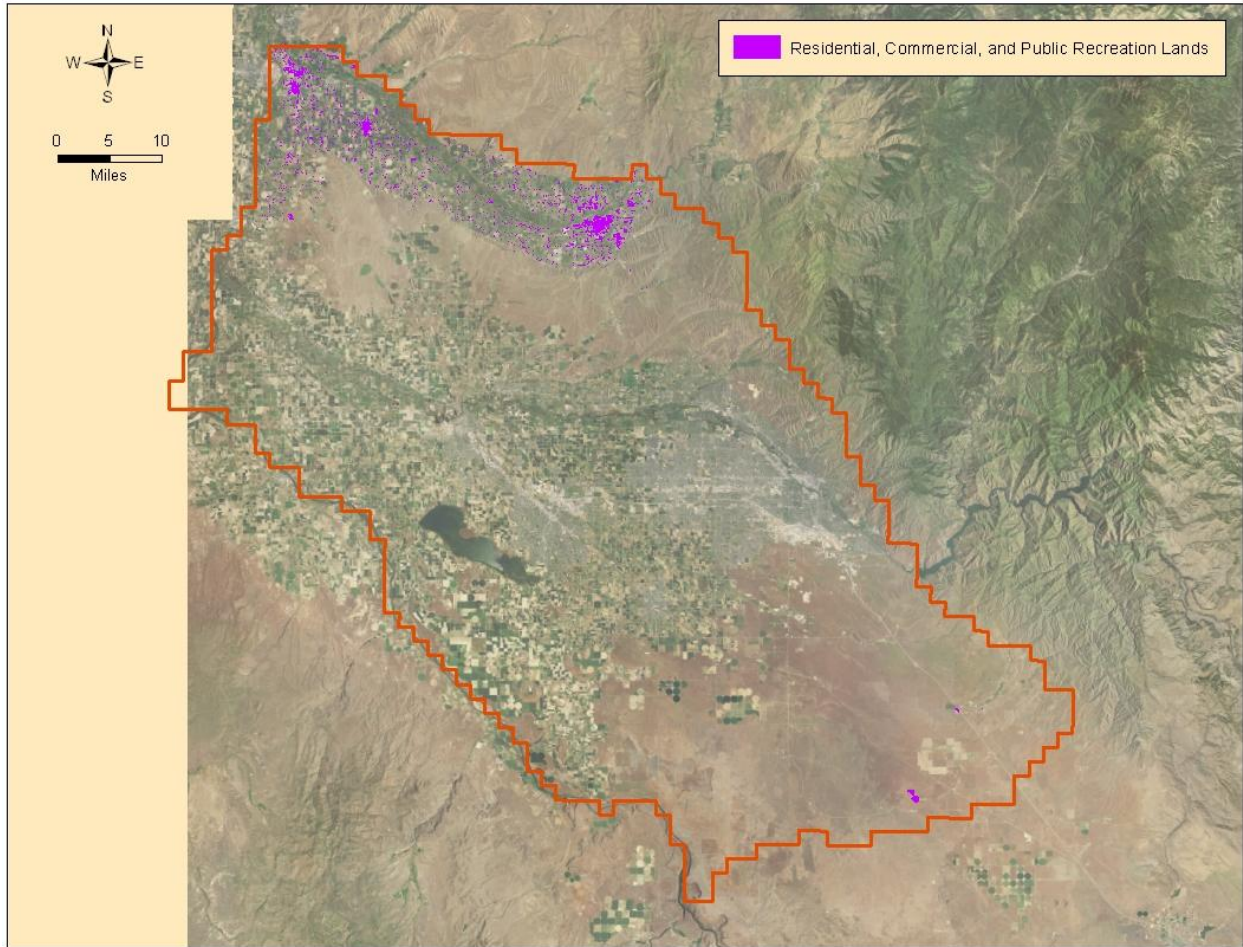 N
W E
S
0 5 10
Miles
Residential, Commercial, and Public Recreation Lands